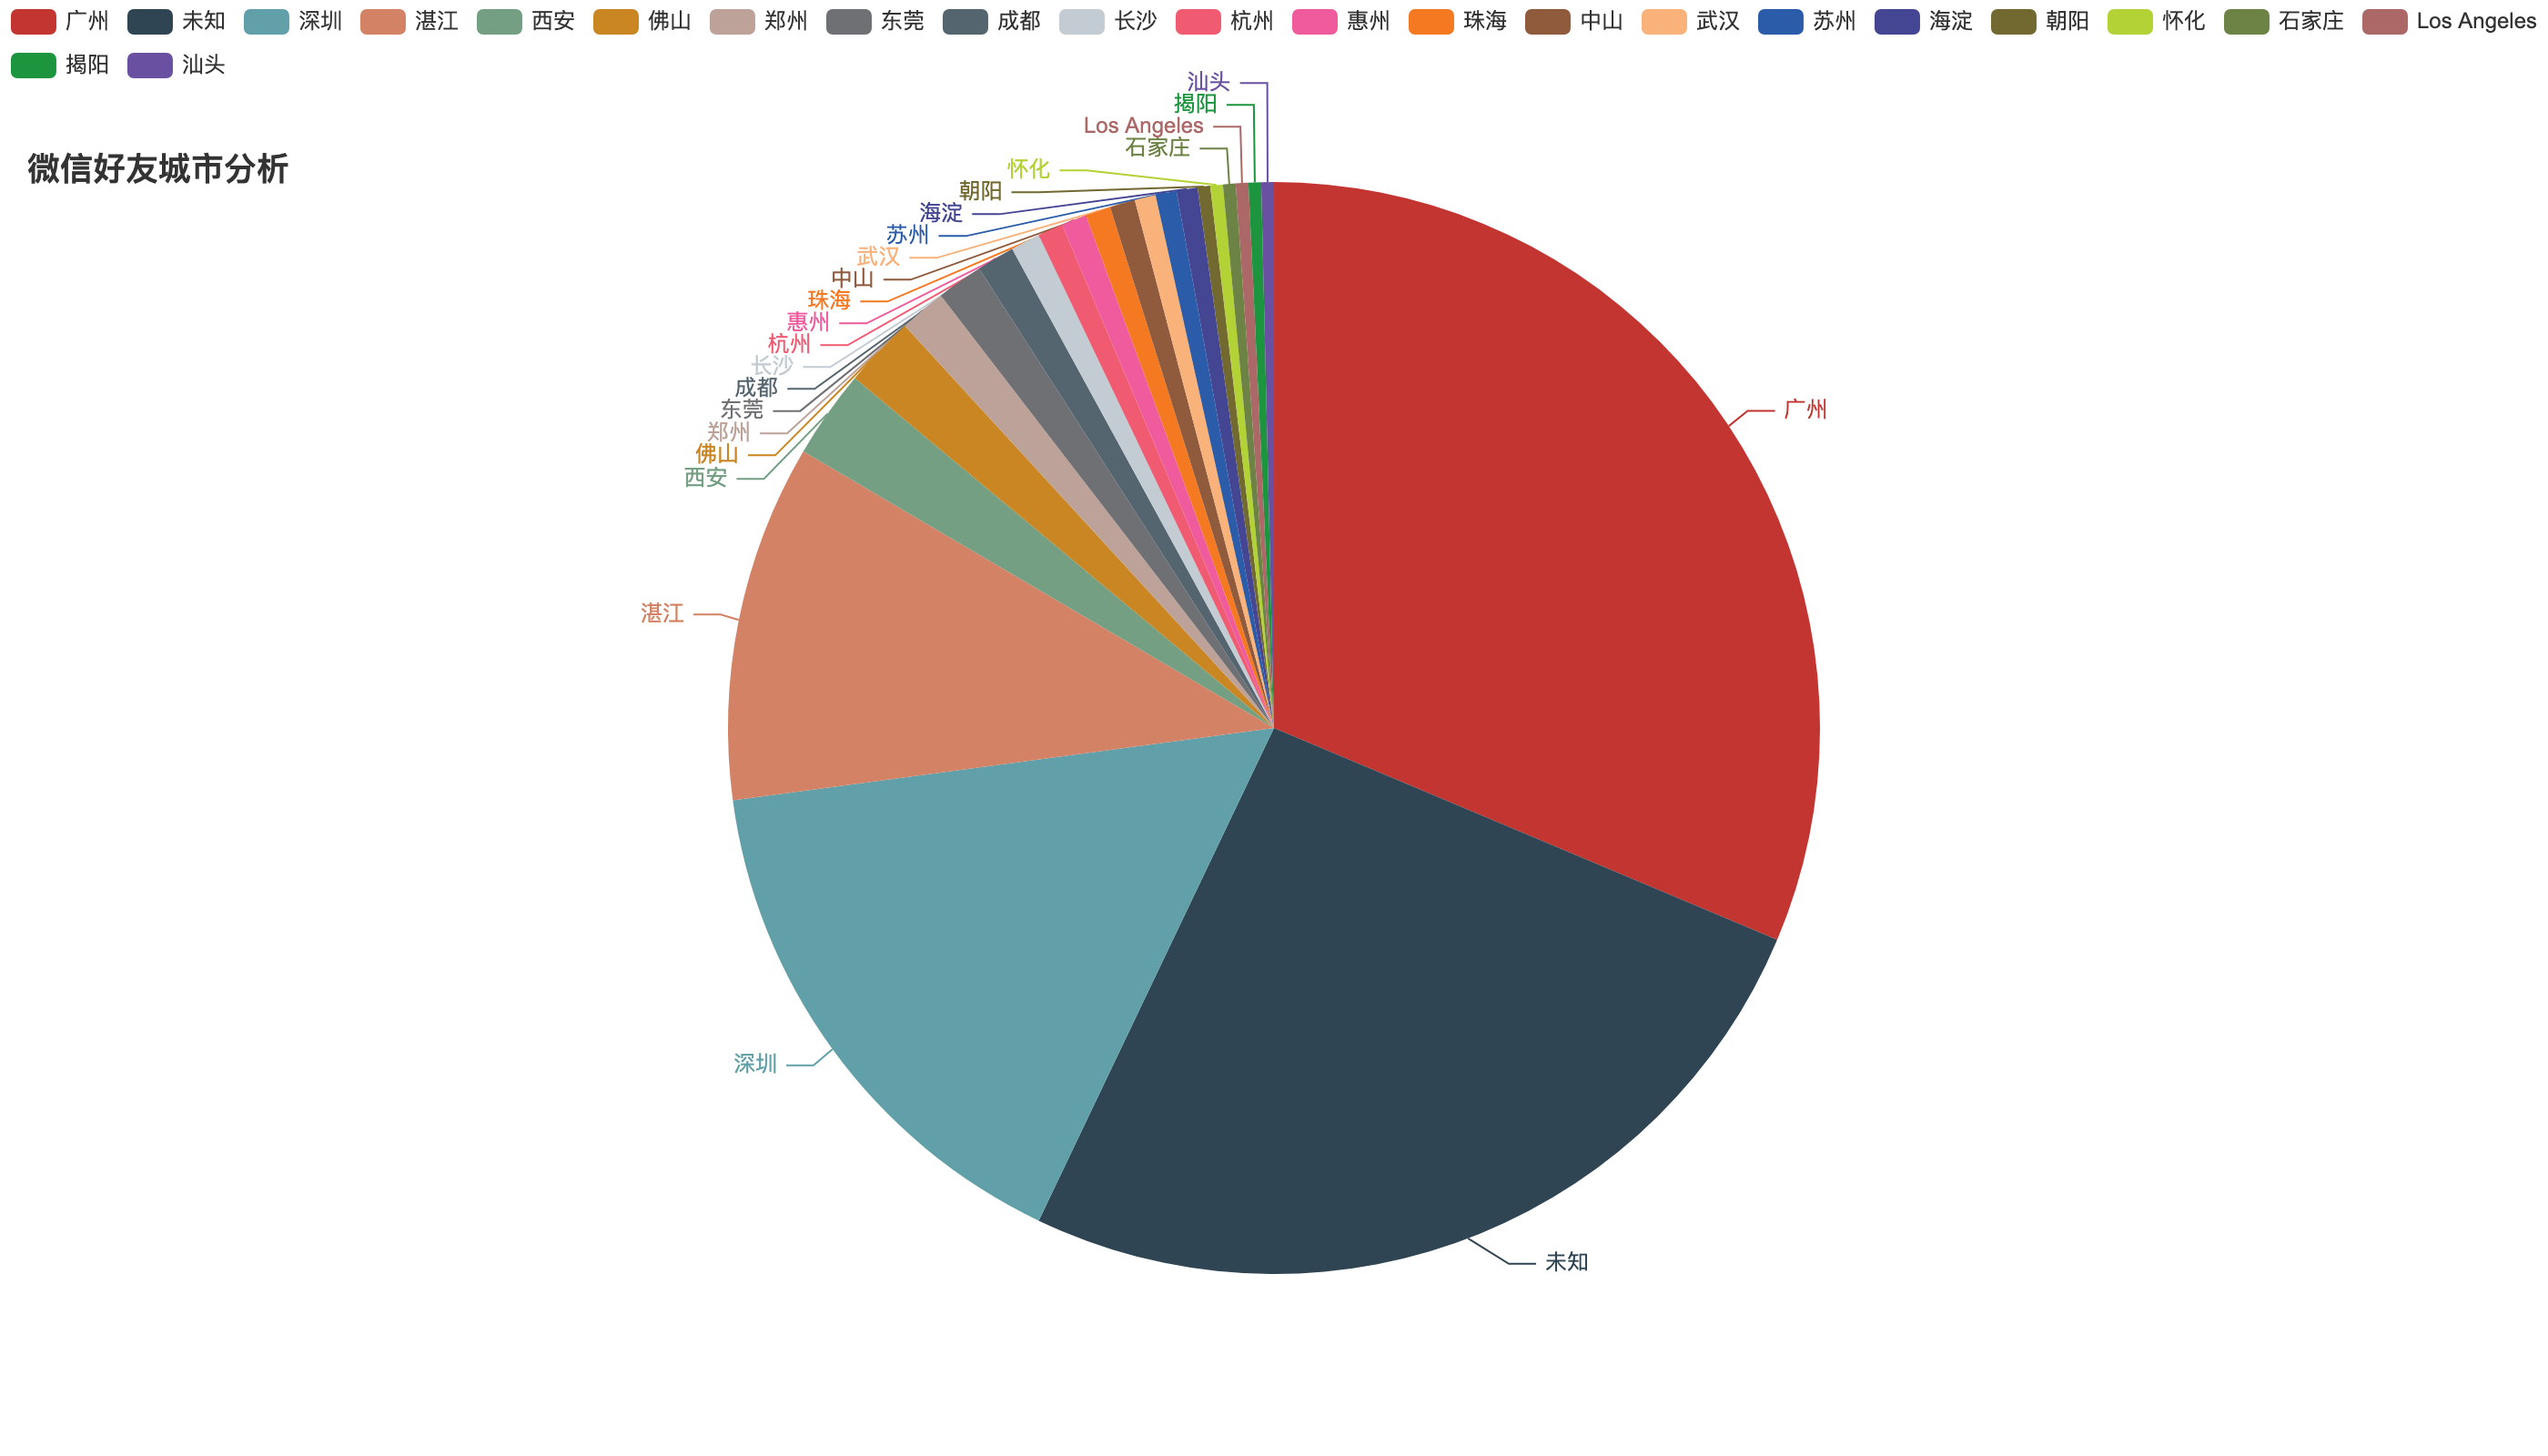 广州 未知 深圳 湛江 西安 佛山 郑州 东莞 成都 长沙 杭州 惠州 珠海 中山 武汉 苏州 海淀 朝阳 怀化 石家庄 Los Angeles
揭阳 汕头
微信好友城市分析
汕头
揭阳
Los Angeles
石家庄
怀化
朝阳
海淀
苏州
武汉
中山
珠海
惠州
杭州
长沙
成都
东莞
郑州
佛山
西安
广州
湛江
深圳
未知